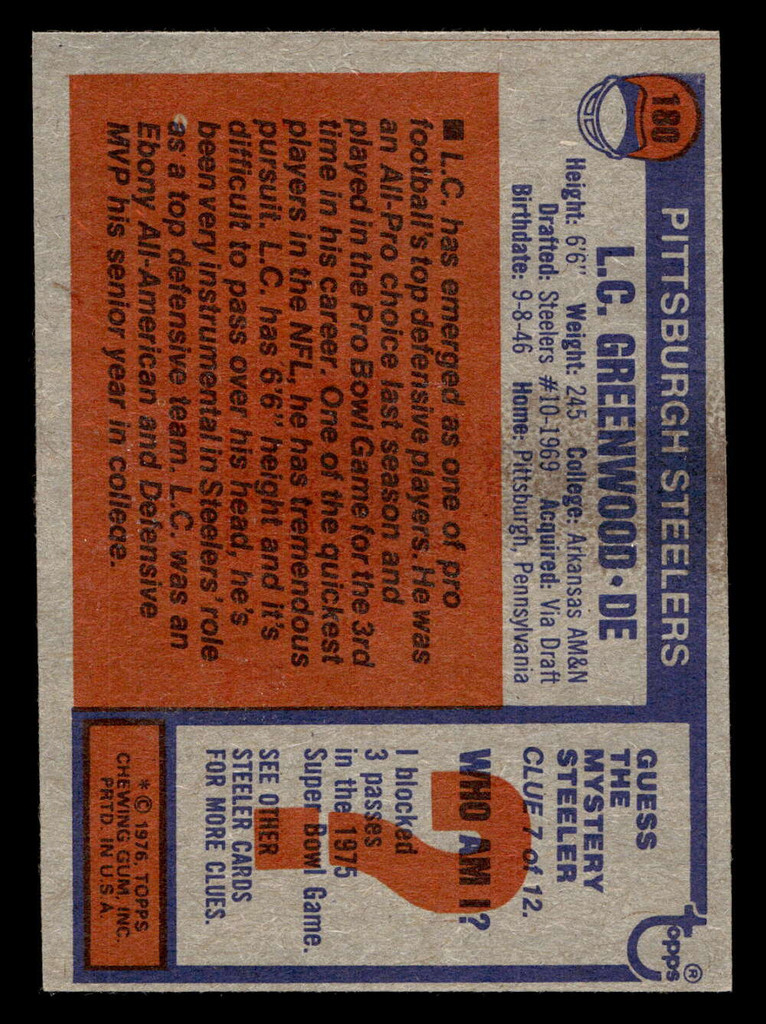 180
PITTSBURGH STEELERS
L.C. GREENWOOD • DE
Height: 6'6" Weight: 245 College: Arkansas AM&N
Drafted: Steelers #10-1969 Acquired: Via Draft
Birthdate: 9-8-46 Home: Pittsburgh, Pennsylvania
■ L.C. has emerged as one of pro
football's top defensive players. He was
an All-Pro choice last season and
played in the Pro Bowl Game for the 3rd
time in his career. One of the quickest
players in the NFL, he has tremendous
pursuit. L.C. has 6'6" height and it's
difficult to pass over his head, he's
been very instrumental in Steelers' role
as a top defensive team. L.C. was an
Ebony All-American and Defensive
MVP his senior year in college.
topps®
GUESS
THE
MYSTERY
STEELER
CLUE 7 of 12.
WHO AM I?
I blocked
3 passes
in the 1975
Super Bowl Game.
SEE OTHER
STEELER CARDS
FOR MORE CLUES.
?
* © 1976, TOPPS
CHEWING GUM, INC.
PRTD. IN U.S.A.